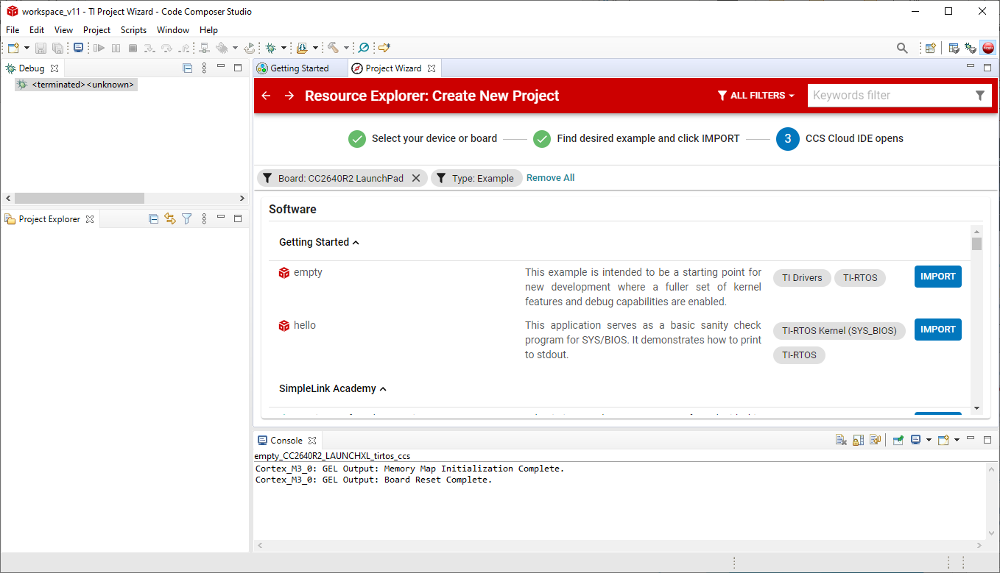 workspace_v11 - TI Project Wizard - Code Composer Studio
File Edit View Project Scripts Window Help
Debug
<terminated><unknown>
Project Explorer
Getting Started
Project Wizard
Resource Explorer: Create New Project
ALL FILTERS
Keywords filter
Select your device or board
Find desired example and click IMPORT
3
CCS Cloud IDE opens
Board: CC2640R2 LaunchPad
Type: Example
Remove All
Software
Getting Started
empty
This example is intended to be a starting point for
new development where a fuller set of kernel
features and debug capabilities are enabled.
TI Drivers
TI-RTOS
IMPORT
hello
This application serves as a basic sanity check
program for SYS/BIOS. It demonstrates how to print
to stdout.
TI-RTOS Kernel (SYS_BIOS)
TI-RTOS
IMPORT
SimpleLink Academy
Console
empty_CC2640R2_LAUNCHXL_tirtos_ccs
Cortex_M3_0: GEL Output: Memory Map Initialization Complete.
Cortex_M3_0: GEL Output: Board Reset Complete.